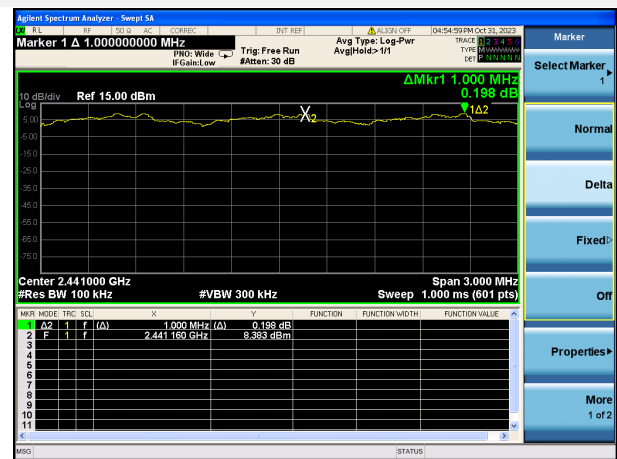 Agilent Spectrum Analyzer - Swept SA
RL RF 50 Ω AC CORREC INT REF ALIGN OFF 04:54:59 PM Oct 31, 2023
Marker 1 Δ 1.000000000 MHz
PNO: Wide
IFGain:Low
Trig: Free Run
#Atten: 30 dB
Avg Type: Log-Pwr
Avg|Hold:> 1/1
TRACE 1 2 3 4 5 6
TYPE
DET P N N N N N
ΔMkr1 1.000 MHz
0.198 dB
10 dB/div Ref 15.00 dBm
Log
5.00
-5.00
-15.0
-25.0
-35.0
-45.0
-55.0
-65.0
-75.0
X2
1Δ2
Center 2.441000 GHz Span 3.000 MHz
#Res BW 100 kHz #VBW 300 kHz Sweep 1.000 ms (601 pts)
MKR MODE TRC SCL X Y FUNCTION FUNCTION WIDTH FUNCTION VALUE
1 Δ2 1 f (Δ) 1.000 MHz (Δ) 0.198 dB
2 F 1 f 2.441 160 GHz 8.383 dBm
3
4
5
6
7
8
9
10
11
MSG STATUS
Marker
Select Marker
1
Normal
Delta
Fixed
Off
Properties
More
1 of 2